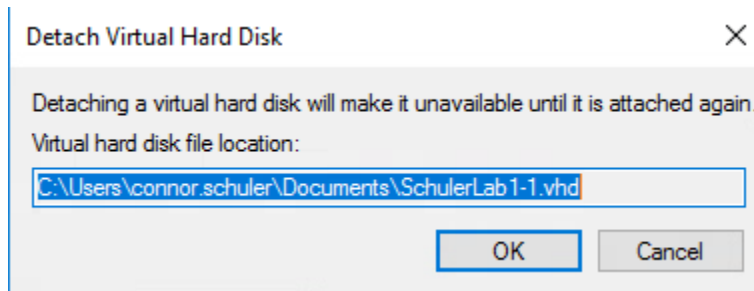 Detach Virtual Hard Disk
Detaching a virtual hard disk will make it unavailable until it is attached again.
Virtual hard disk file location:
C:\Users\connor.schuler\Documents\SchulerLab1-1.vhd
OK Cancel